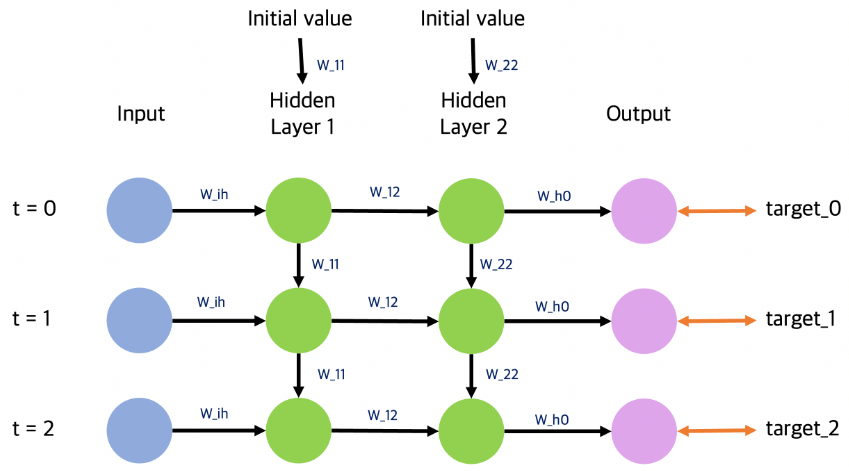 Initial value
Initial value
W_11
W_22
Input
Hidden
Layer 1
Hidden
Layer 2
Output
t = 0
W_ih
W_12
W_h0
target_0
W_11
W_22
t = 1
W_ih
W_12
W_h0
target_1
W_11
W_22
t = 2
W_ih
W_12
W_h0
target_2